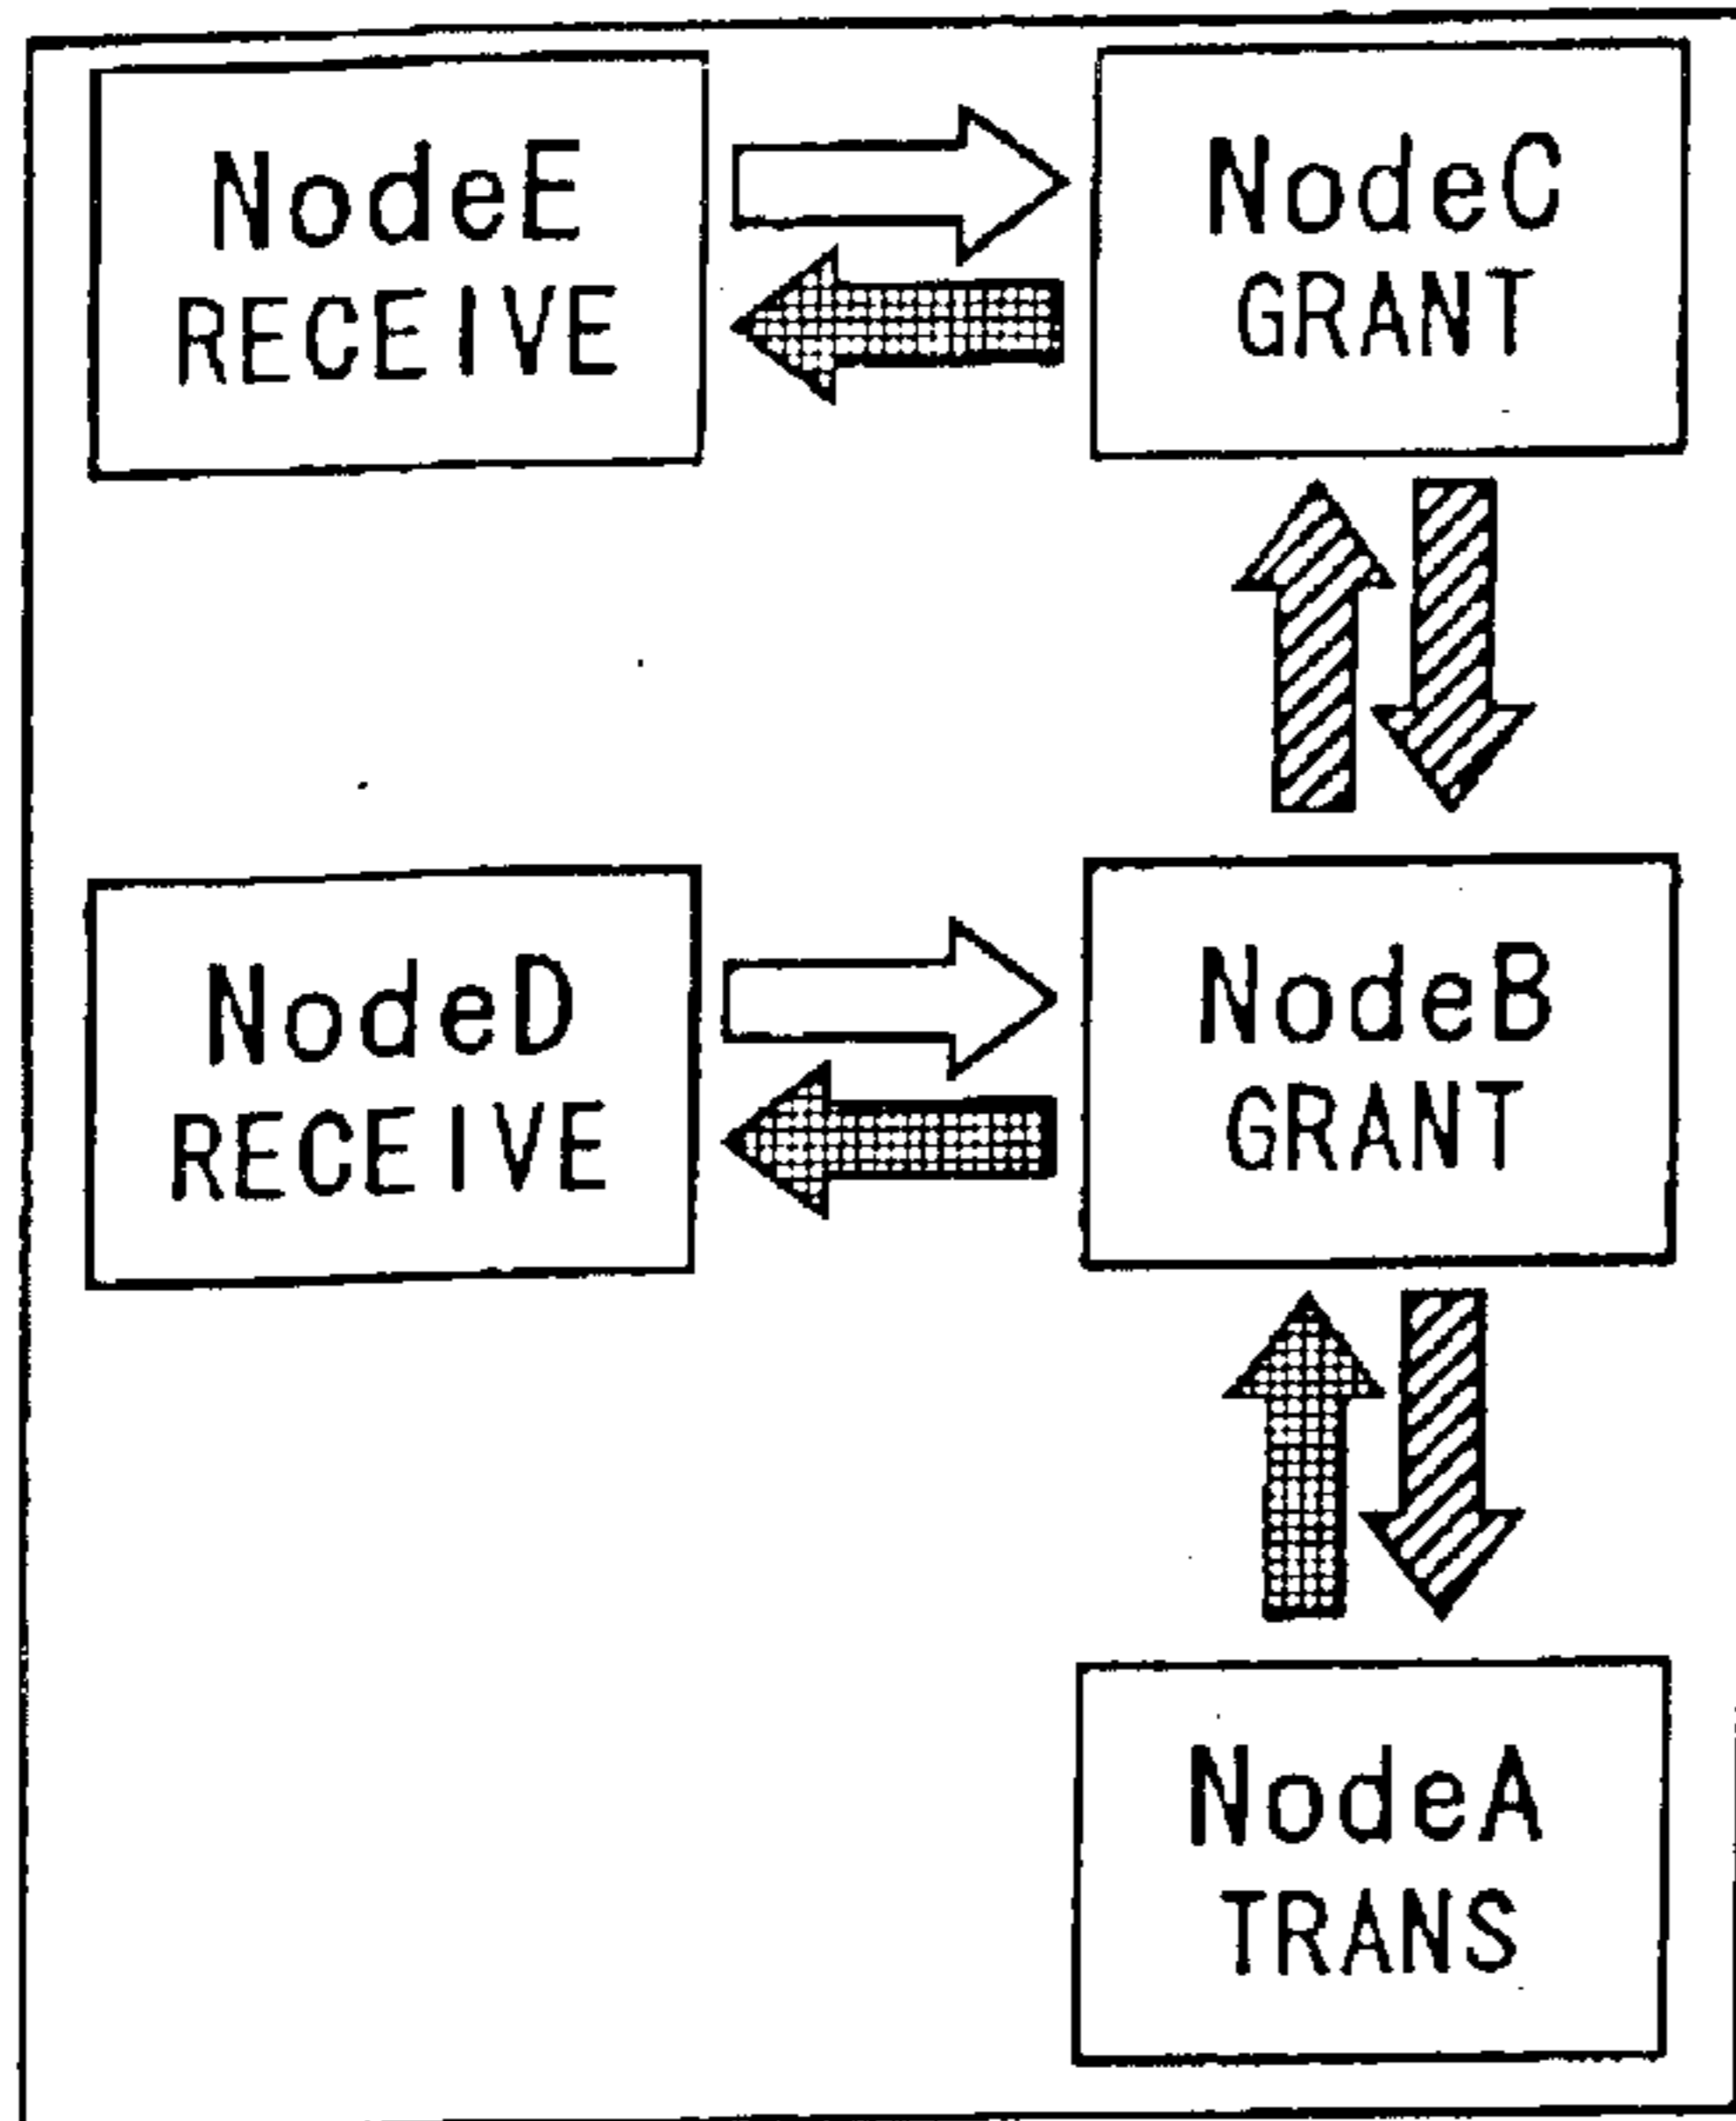 NodeE
RECEIVE
NodeC
GRANT
NodeD
RECEIVE
NodeB
GRANT
NodeA
TRANS